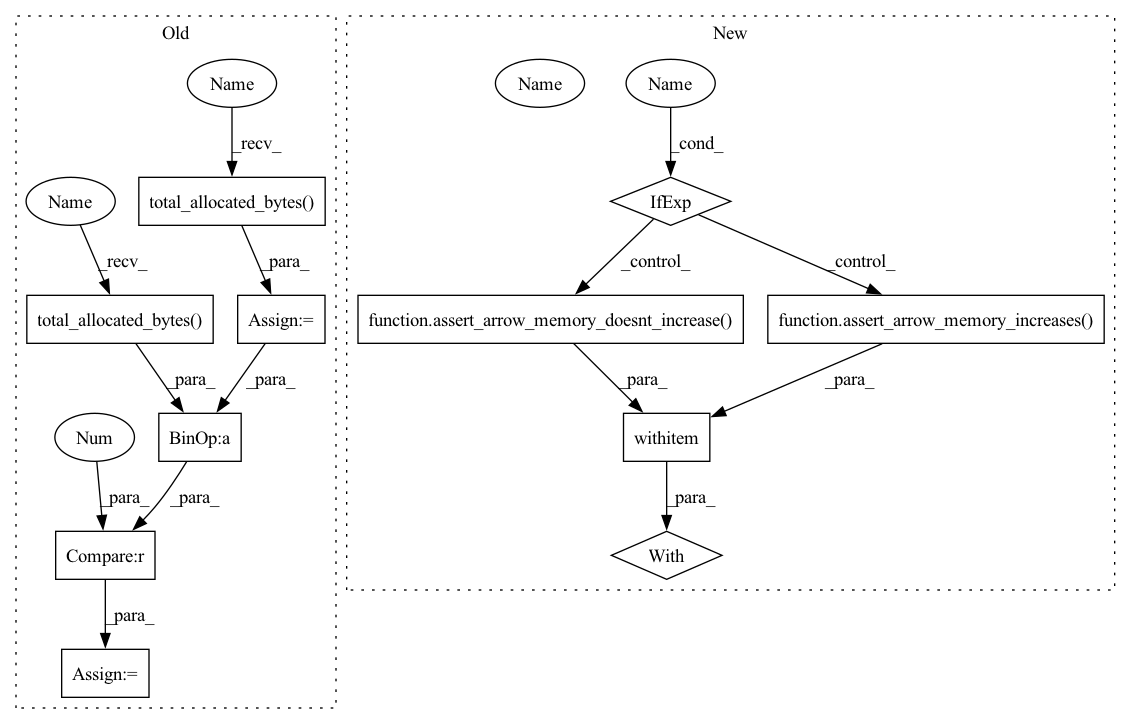 Old
New
Name
Name
Name
_recv_
_cond_
Name
total_allocated_bytes()
IfExp
_recv_
_para_
_control_
_control_
total_allocated_bytes()
Assign:=
function.assert_arrow_memory_doesnt_increase()
function.assert_arrow_memory_increases()
_para_
_para_
_para_
_para_
Num
BinOp:a
withitem
_para_
_para_
_para_
Compare:r
With
_para_
Assign:=